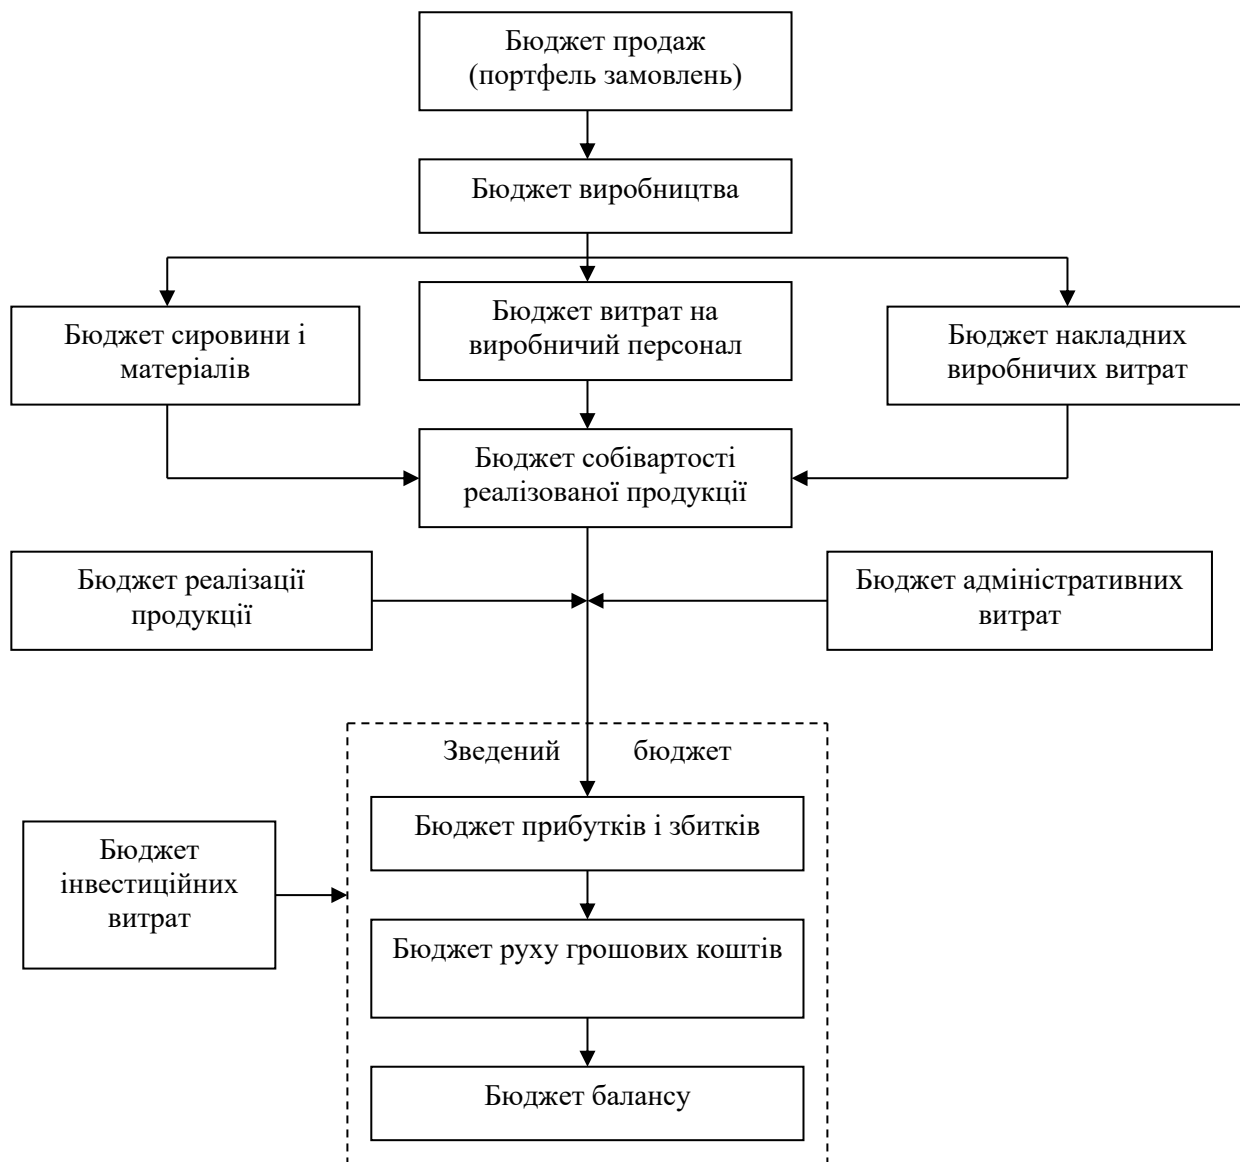 Бюджет продаж
(портфель замовлень)
Бюджет виробництва
Бюджет сировини і
матеріалів
Бюджет витрат на
виробничий персонал
Бюджет накладних
виробничих витрат
Бюджет собівартості
реалізованої продукції
Бюджет реалізації
продукції
Бюджет адміністративних
витрат
Зведений бюджет
Бюджет прибутків і збитків
Бюджет
інвестиційних
витрат
Бюджет руху грошових коштів
Бюджет балансу